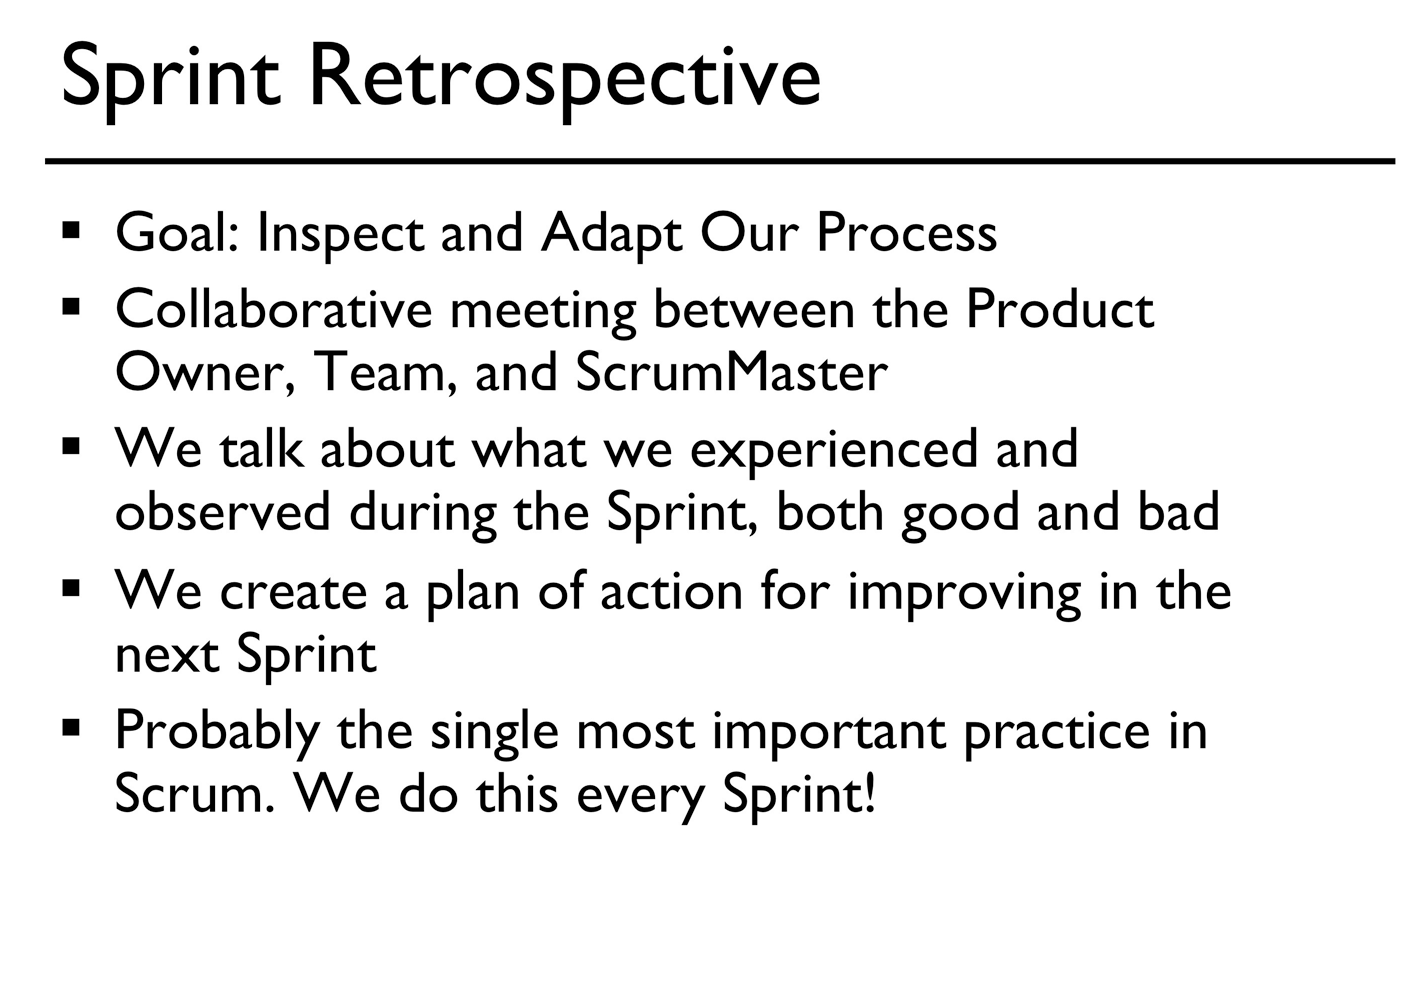 Sprint Retrospective
▪ Goal: Inspect and Adapt Our Process
▪ Collaborative meeting between the Product
Owner, Team, and ScrumMaster
▪ We talk about what we experienced and
observed during the Sprint, both good and bad
▪ We create a plan of action for improving in the
next Sprint
▪ Probably the single most important practice in
Scrum. We do this every Sprint!